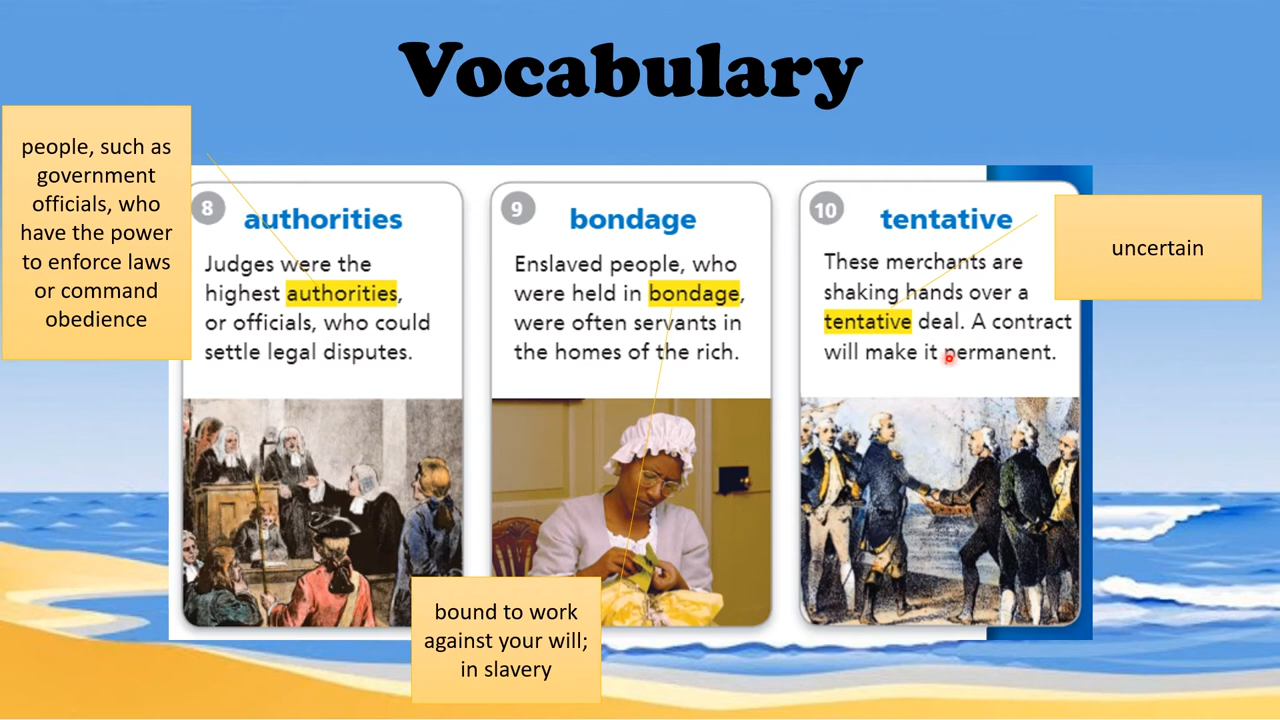 Vocabulary
people, such as
government
officials, who
have the power
to enforce laws
or command
obedience
8
authorities
Judges were the
highest authorities,
or officials, who could
settle legal disputes.
9
bondage
Enslaved people, who
were held in bondage,
were often servants in
the homes of the rich.
bound to work
against your will;
in slavery
10
tentative
These merchants are
shaking hands over a
tentative deal. A contract
will make it permanent.
uncertain